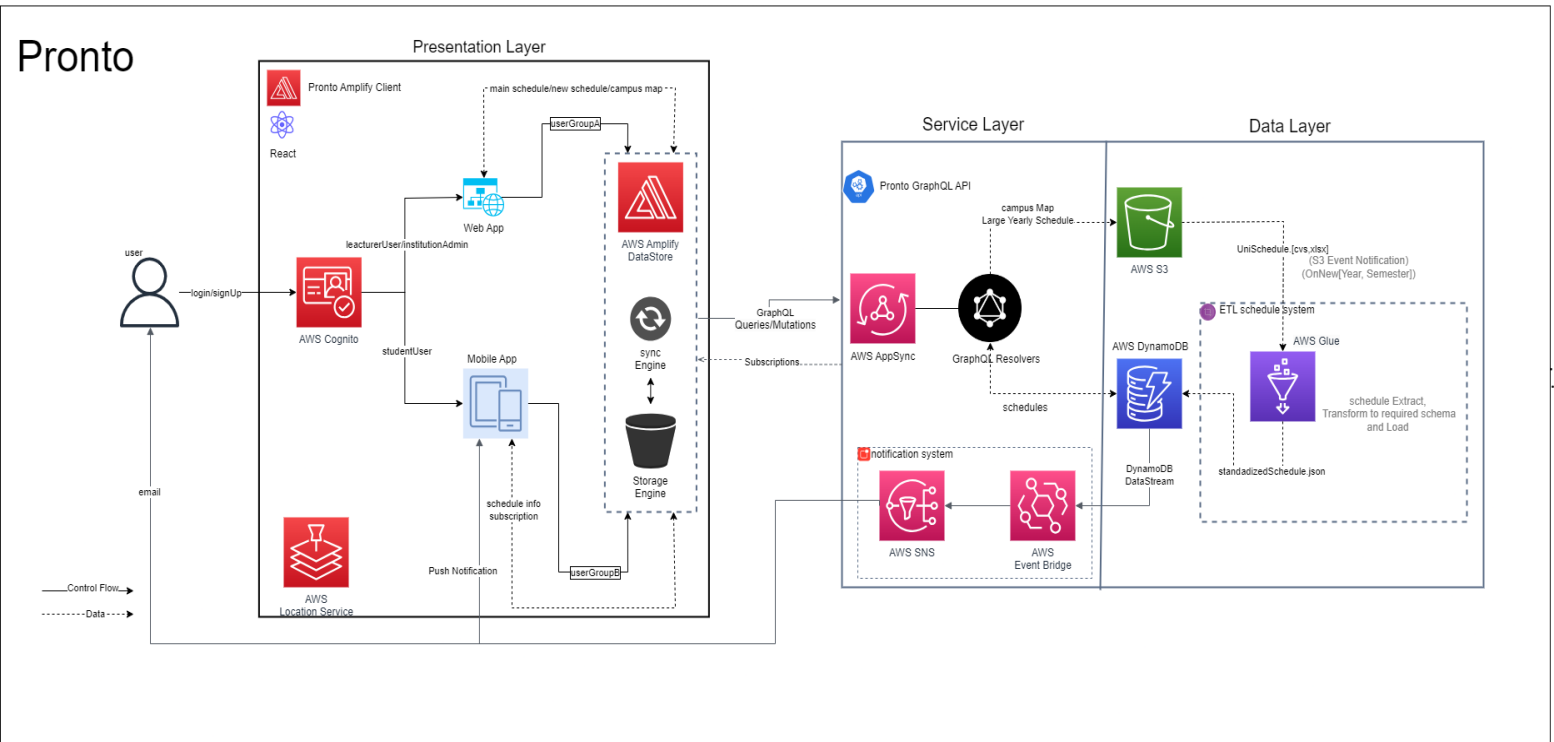 Pronto
Presentation Layer
Pronto Amplify Client
React
main schedule/new schedule/campus map
userGroupA
Web App
leacturerUser/institutionAdmin
user
login/signUp
AWS Cognito
studentUser
Mobile App
AWS Amplify
DataStore
sync
Engine
Storage
Engine
schedule info
subscription
email
Push Notification
userGroupB
AWS
Location Service
Control Flow
Data
GraphQL
Queries/Mutations
Subscriptions
Service Layer
Pronto GraphQL API
campus Map
Large Yearly Schedule
AWS AppSync
GraphQL Resolvers
schedules
notification system
AWS SNS
AWS
Event Bridge
Data Layer
AWS S3
UniSchedule.[cvs,xlsx]
(S3 Event Notification)
(OnNew[Year, Semester])
ETL schedule system
AWS DynamoDB
AWS Glue
schedule Extract,
Transform to required schema
and Load
DynamoDB
DataStream
standadizedSchedule.json